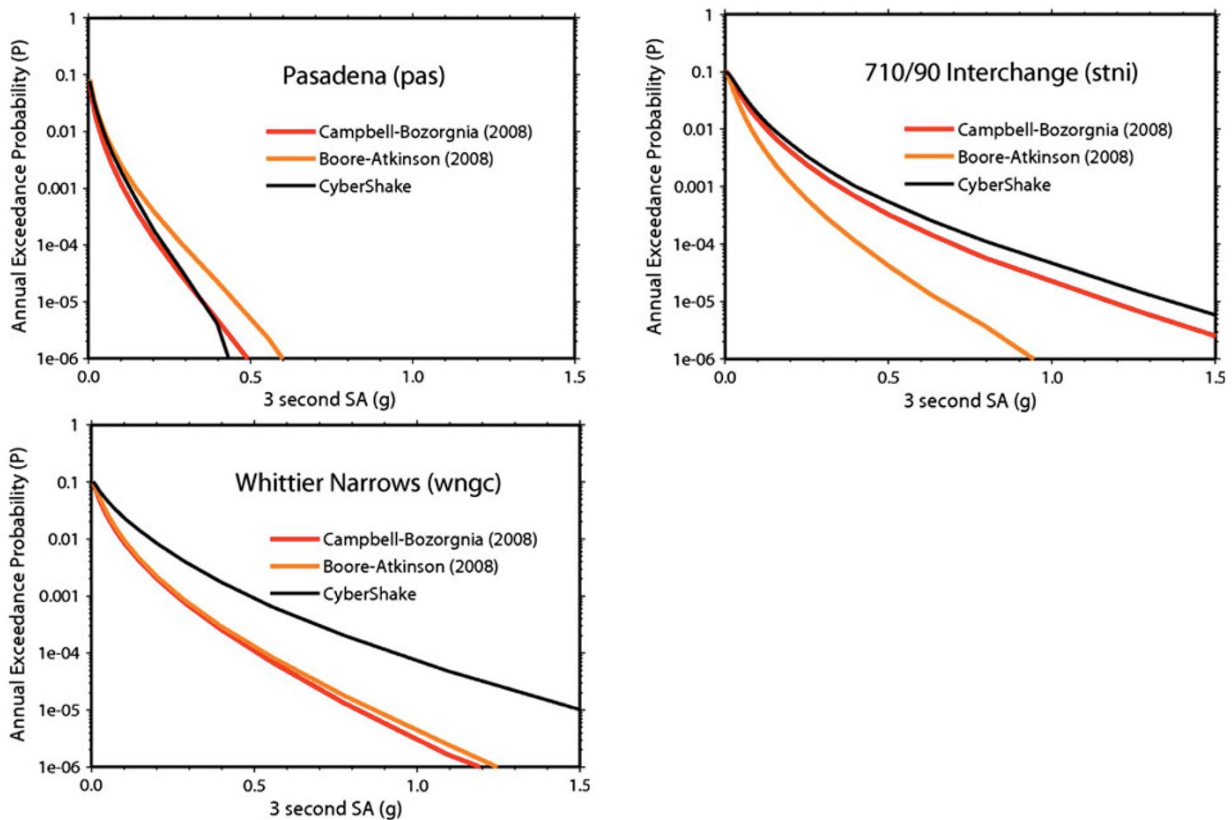 Annual Exceedance Probability (P)
1
0.1
0.01
0.001
1e-04
1e-05
1e-06
Pasadena (pas)
Campbell-Bozorgnia (2008)
Boore-Atkinson (2008)
CyberShake
0.0 0.5 1.0 1.5
3 second SA (g)
Annual Exceedance Probability (P)
1
0.1
0.01
0.001
1e-04
1e-05
1e-06
710/90 Interchange (stni)
Campbell-Bozorgnia (2008)
Boore-Atkinson (2008)
CyberShake
0.0 0.5 1.0 1.5
3 second SA (g)
Annual Exceedance Probability (P)
1
0.1
0.01
0.001
1e-04
1e-05
1e-06
Whittier Narrows (wngc)
Campbell-Bozorgnia (2008)
Boore-Atkinson (2008)
CyberShake
0.0 0.5 1.0 1.5
3 second SA (g)